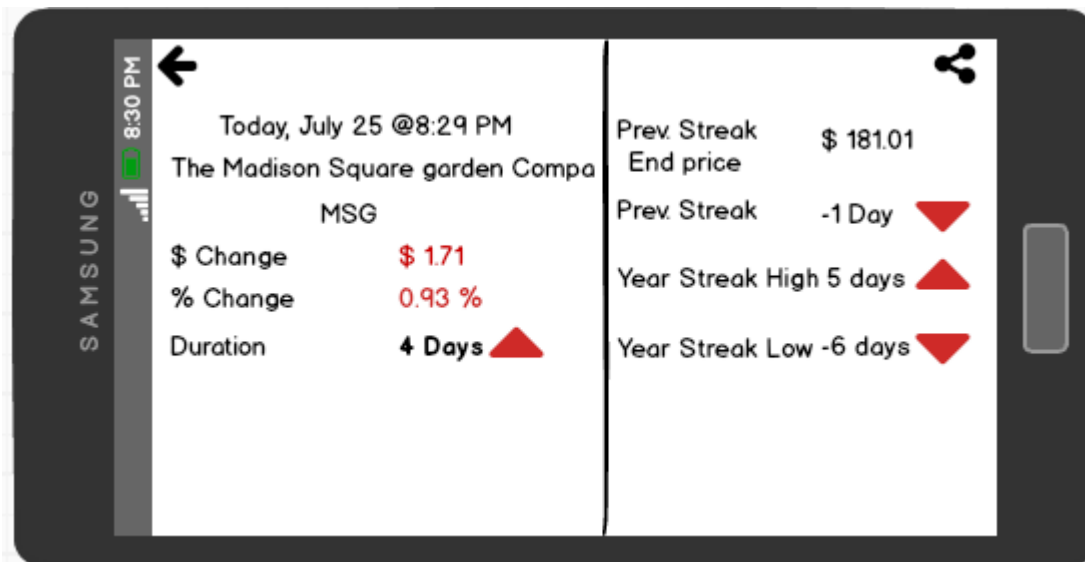 SAMSUNG
8:30 PM
Today, July 25 @8:29 PM
The Madison Square garden Compa
MSG
$ Change $ 1.71
% Change 0.93 %
Duration 4 Days
Prev. Streak
End price $ 181.01
Prev. Streak -1 Day
Year Streak High 5 days
Year Streak Low -6 days